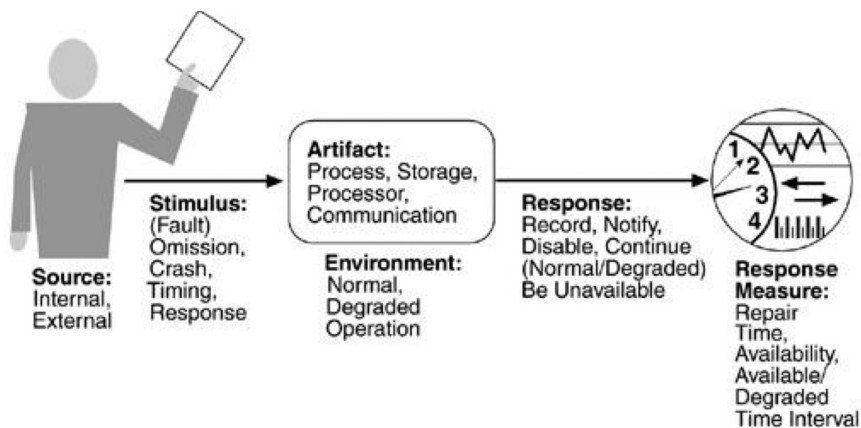 Source:
Internal,
External
Stimulus:
(Fault)
Omission,
Crash,
Timing,
Response
Artifact:
Process, Storage,
Processor,
Communication
Environment:
Normal,
Degraded
Operation
Response:
Record, Notify,
Disable, Continue
(Normal/Degraded)
Be Unavailable
1
2
3
4
Response
Measure:
Repair
Time,
Availability,
Available/
Degraded
Time Interval